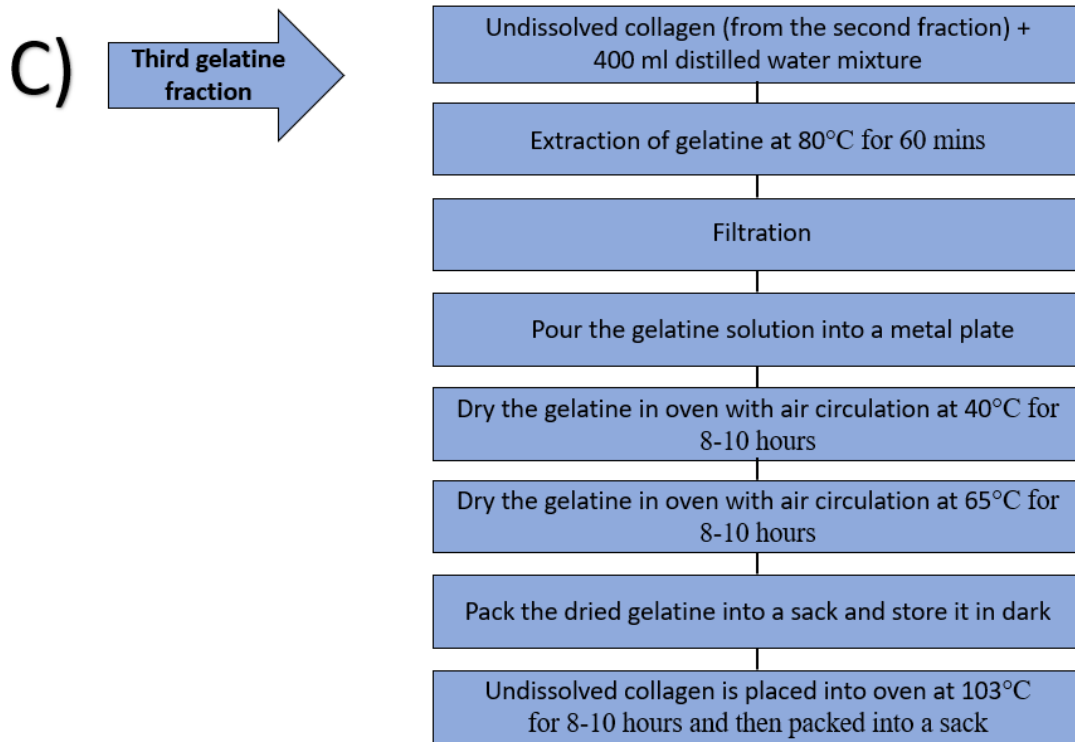 C)
Third gelatine
fraction
Undissolved collagen (from the second fraction) +
400 ml distilled water mixture
Extraction of gelatine at 80°C for 60 mins
Filtration
Pour the gelatine solution into a metal plate
Dry the gelatine in oven with air circulation at 40°C for
8-10 hours
Dry the gelatine in oven with air circulation at 65°C for
8-10 hours
Pack the dried gelatine into a sack and store it in dark
Undissolved collagen is placed into oven at 103°C
for 8-10 hours and then packed into a sack